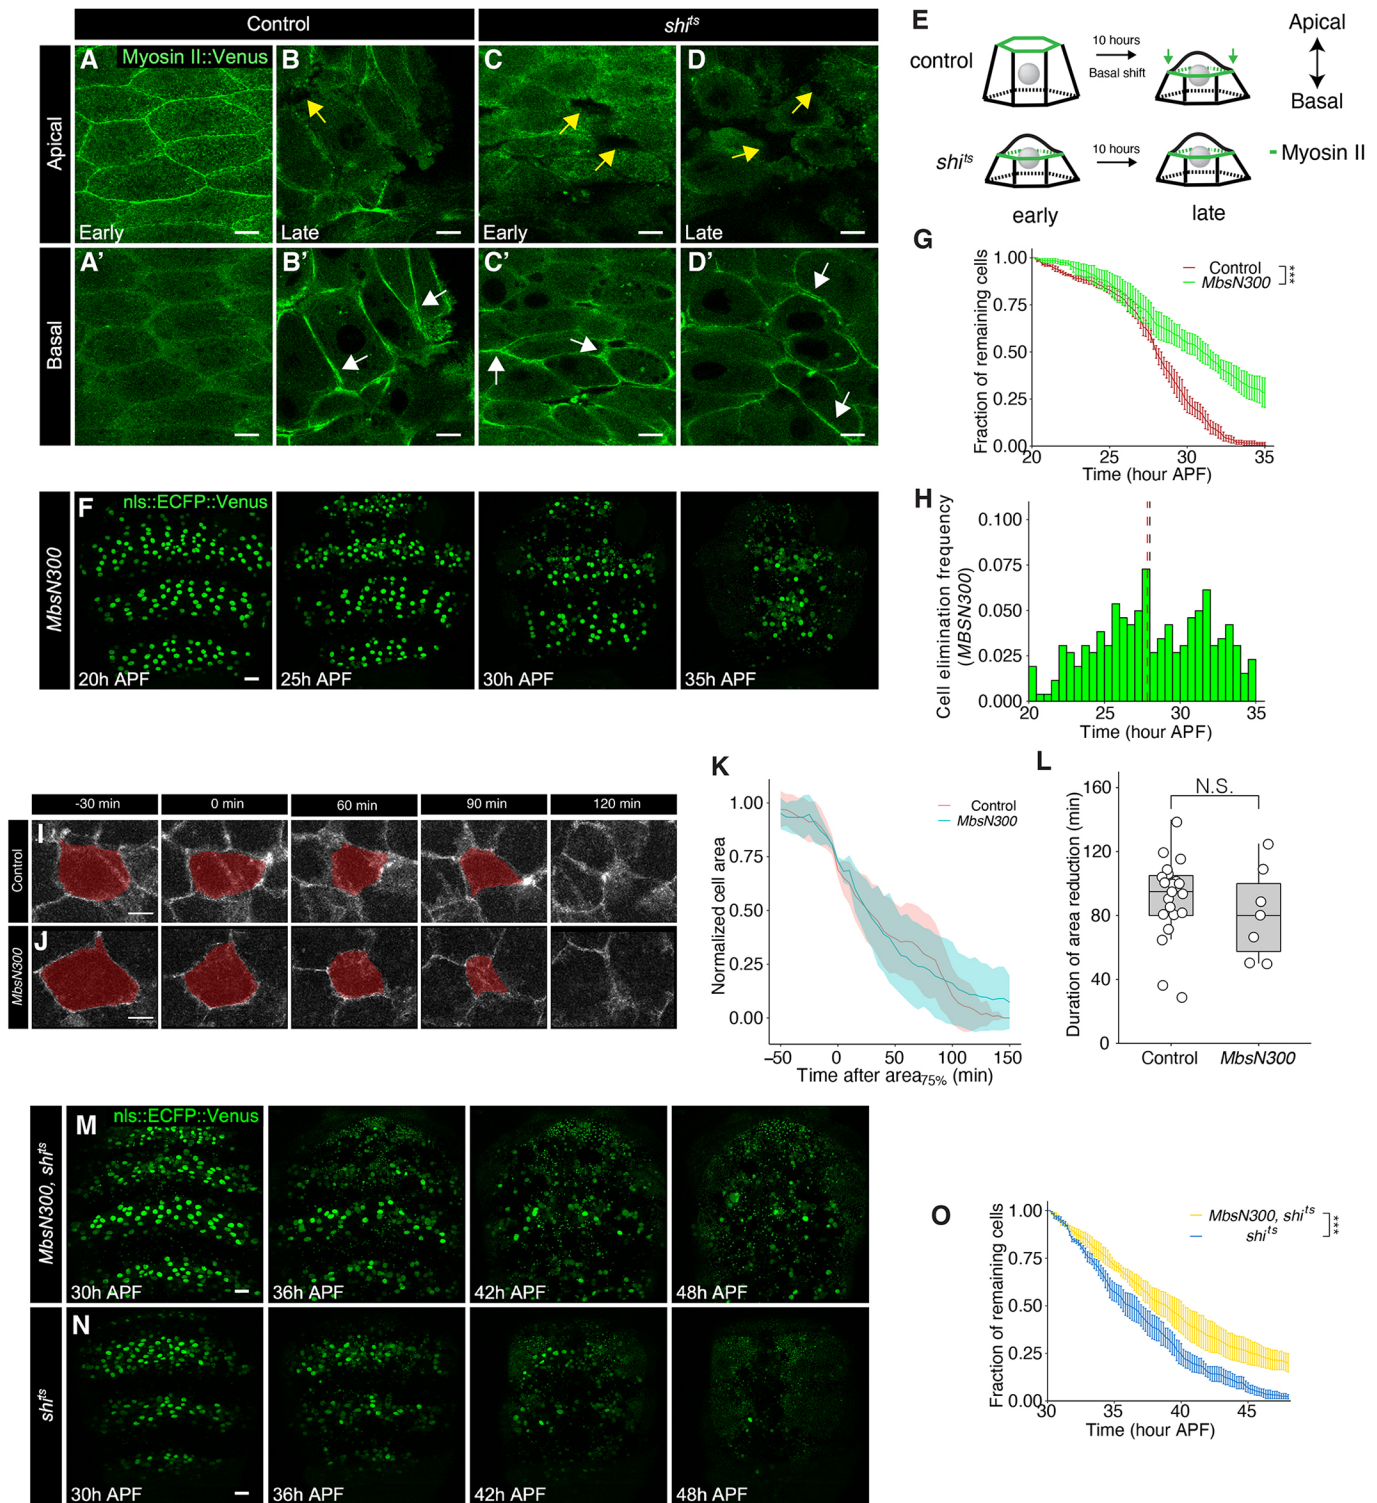 Control
shi^ts
Apical
Basal
A
Myosin II::Venus
Early
B
Late
C
Early
D
Late
A'
B'
C'
D'
E
control
10 hours
Basal shift
Apical
Basal
shi^ts
10 hours
Myosin II
early
late
F
nls::ECFP::Venus
MbsN300
20h APF
25h APF
30h APF
35h APF
G
Fraction of remaining cells
1.00
0.75
0.50
0.25
0.00
20
25
30
35
Time (hour APF)
Control
MbsN300
***
H
Cell elimination frequency
(MBSN300)
0.100
0.075
0.050
0.025
0.000
20
25
30
35
Time (hour APF)
-30 min
0 min
60 min
90 min
120 min
I
Control
J
MbsN300
K
Normalized cell area
1.00
0.75
0.50
0.25
0.00
−50
0
50
100
150
Time after area75% (min)
Control
MbsN300
L
Duration of area reduction (min)
160
120
80
40
0
N.S.
Control
MbsN300
M
nls::ECFP::Venus
MbsN300, shi^ts
30h APF
36h APF
42h APF
48h APF
N
shi^ts
30h APF
36h APF
42h APF
48h APF
O
Fraction of remaining cells
1.00
0.75
0.50
0.25
0.00
30
35
40
45
Time (hour APF)
MbsN300, shi^ts
shi^ts
***